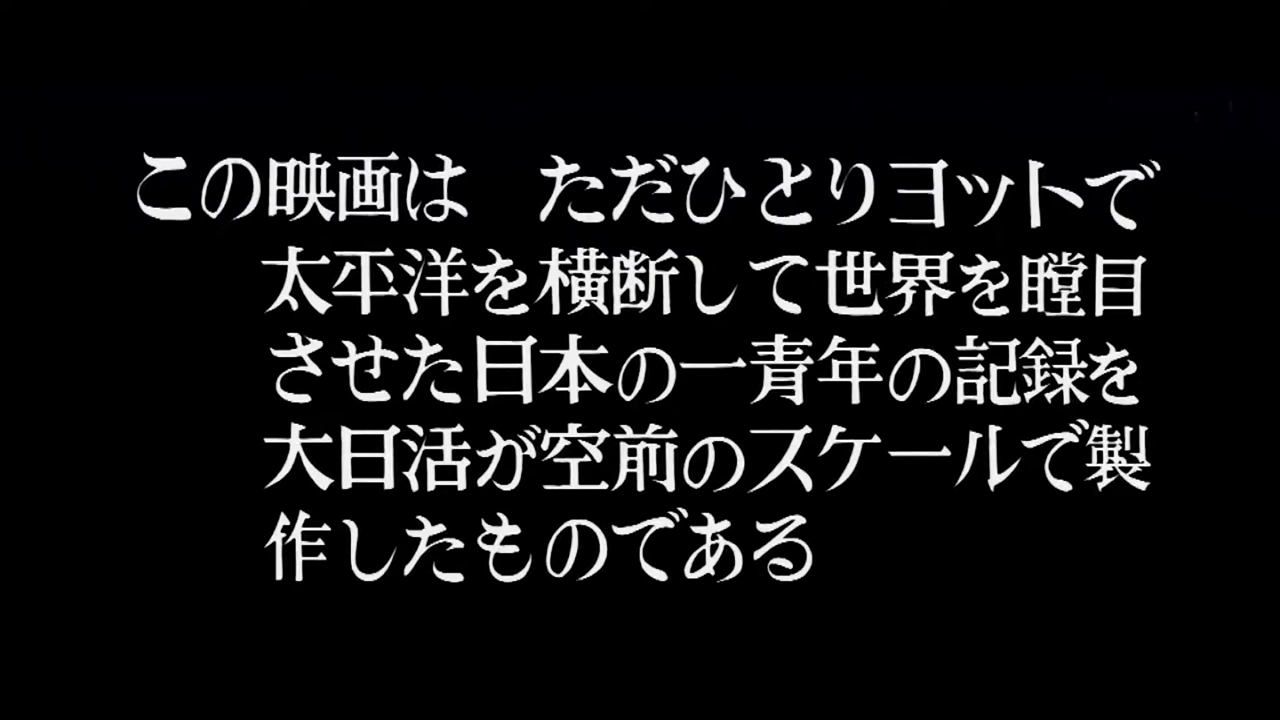 この映画は　ただひとりヨットで
太平洋を横断して世界を瞠目
させた日本の一青年の記録を
大日活が空前のスケールで製
作したものである